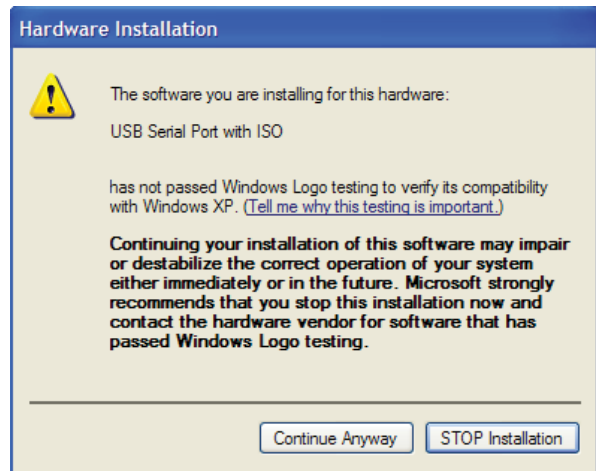 Hardware Installation
The software you are installing for this hardware:
USB Serial Port with ISO
has not passed Windows Logo testing to verify its compatibility
with Windows XP. (Tell me why this testing is important.)
Continuing your installation of this software may impair
or destabilize the correct operation of your system
either immediately or in the future. Microsoft strongly
recommends that you stop this installation now and
contact the hardware vendor for software that has
passed Windows Logo testing.
Continue Anyway STOP Installation